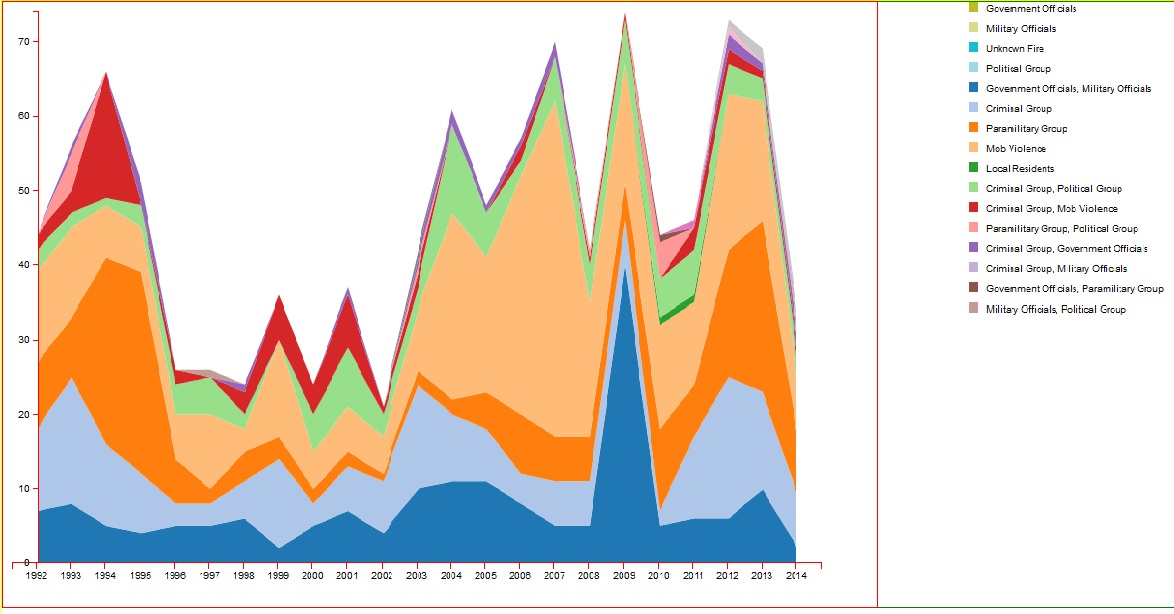 70
60
50
40
30
20
10
0
1992 1993 1994 1995 1996 1997 1998 1999 2000 2001 2002 2003 2004 2005 2006 2007 2008 2009 2010 2011 2012 2013 2014
Government Officials
Military Officials
Unknown Fire
Political Group
Government Officials, Military Officials
Criminal Group
Paramilitary Group
Mob Violence
Local Residents
Criminal Group, Political Group
Criminal Group, Mob Violence
Paramilitary Group, Political Group
Criminal Group, Government Officials
Criminal Group, Military Officials
Government Officials, Paramilitary Group
Military Officials, Political Group